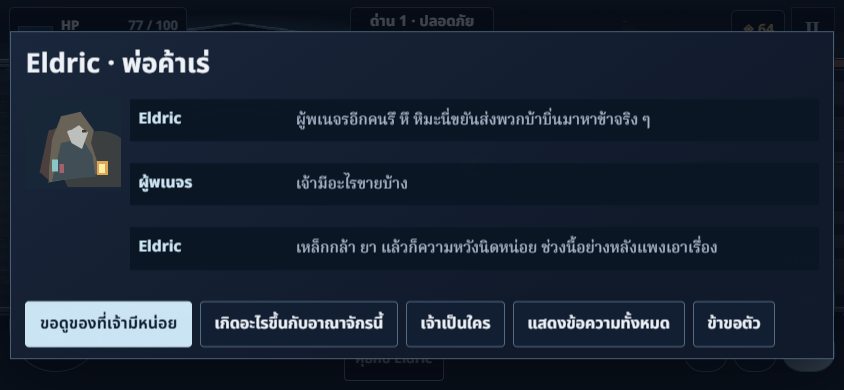 HP 77 / 100
ด่าน 1 · ปลอดภัย
64
Eldric · พ่อค้าเร่
Eldric ผู้พเนจรอีกคนรึ หึ หิมะนี่ขยันส่งพวกบ้าบิ่นมาหาข้าจริง ๆ
ผู้พเนจร เจ้ามีอะไรขายบ้าง
Eldric เหล็กกล้า ยา แล้วก็ความหวังนิดหน่อย ช่วงนี้อย่างหลังแพงเอาเรื่อง
ขอดูของที่เจ้ามีหน่อย เกิดอะไรขึ้นกับอาณาจักรนี้ เจ้าเป็นใคร แสดงข้อความทั้งหมด ข้าขอตัว
คุยกับ Eldric